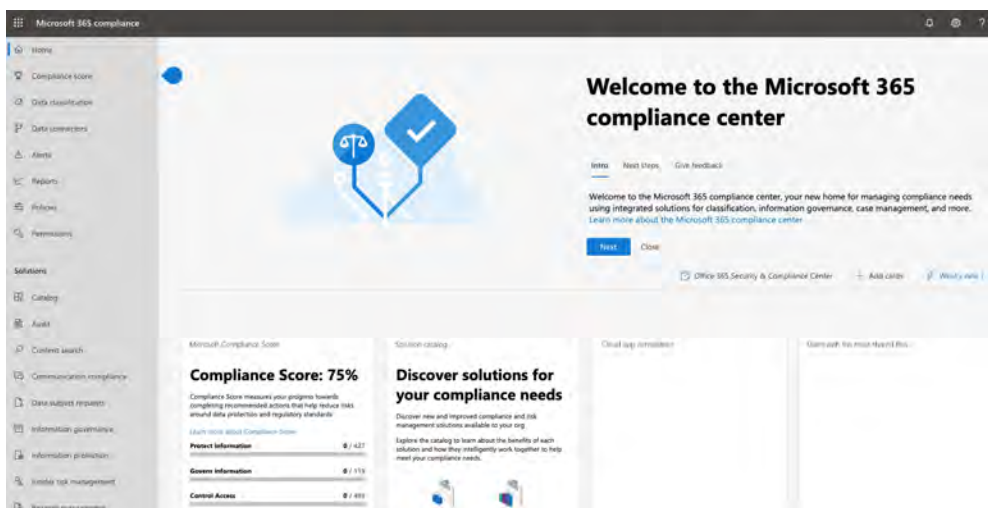 Microsoft 365 compliance
?
Home
Compliance score
Data classification
Data connectors
Alerts
Reports
Policies
Permissions
Solutions
Catalog
Audit
Content search
Communication compliance
Data subject requests
Information governance
Information protection
Insider risk management
Welcome to the Microsoft 365
compliance center
Intro Next steps Give feedback
Welcome to the Microsoft 365 compliance center, your new home for managing compliance needs
using integrated solutions for classification, information governance, case management, and more.
Learn more about the Microsoft 365 compliance center
Next Close
Office 365 Security & Compliance Center + Add cards What's new
Microsoft Compliance Score
Compliance Score: 75%
Compliance Score measures your progress towards
completing recommended actions that help reduce risks
around data protection and regulatory standards
Learn more about Compliance Score
Protect Information 0 / 427
Govern Information 0 /
Control Access 0 /
Solution catalog
Discover solutions for
your compliance needs
Discover new and improved compliance and risk
management solutions available to your org
Explore the catalog to learn about the benefits of each
solution and how they intelligently work together to help
meet your compliance needs.
Cloud app